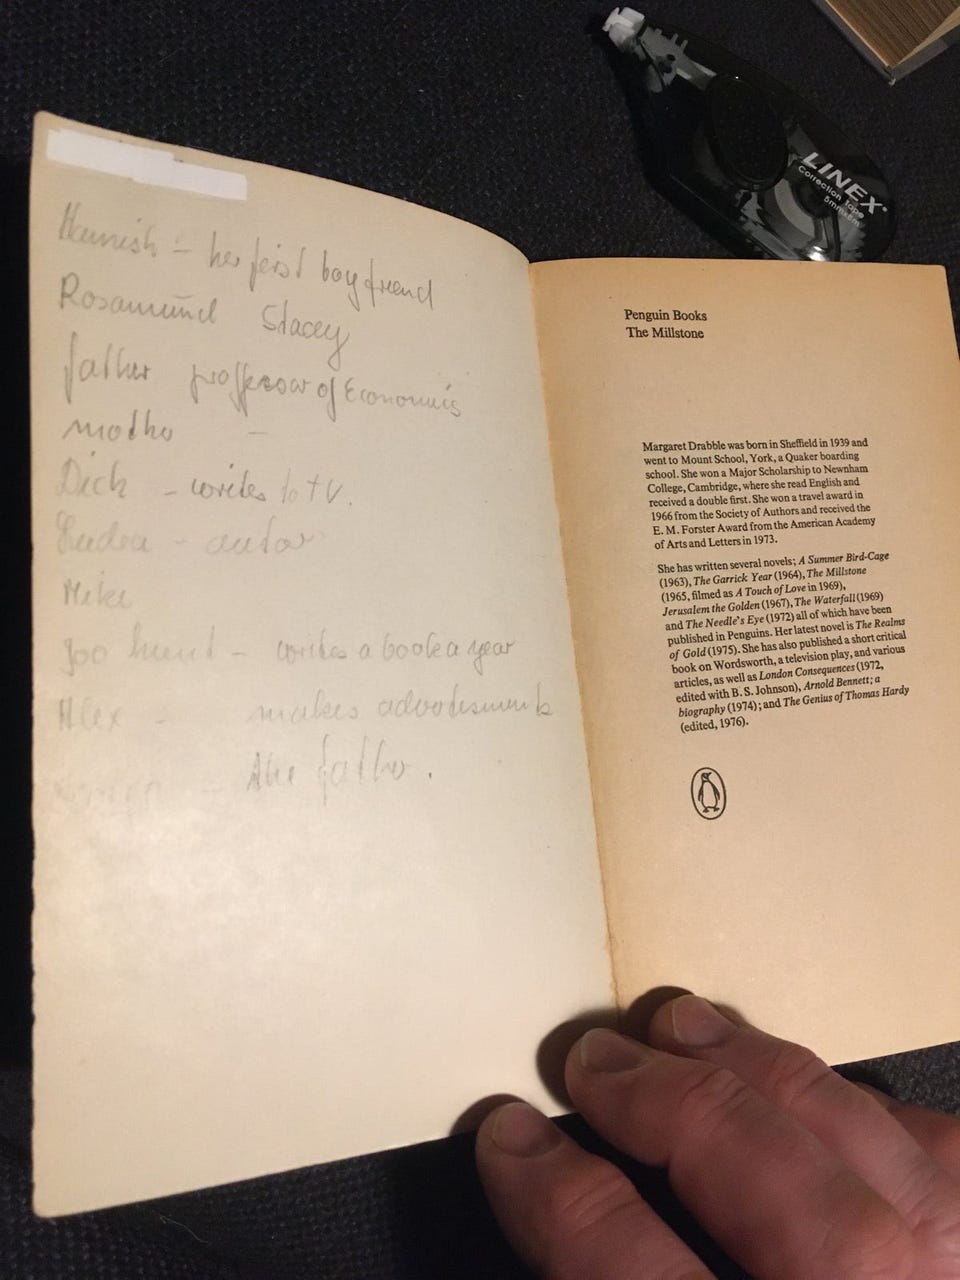 Hamish – her first boyfriend
Rosamund Stacey
father proffesor of Economics
mother –
Dick – writes to TV.
Lydia – autor
Mike
Joe hurent – writes a book a year
Alex – makes advertesments
– the father.
LINEX®
Correction Tape
5mmx8m
Penguin Books
The Millstone
Margaret Drabble was born in Sheffield in 1939 and
went to Mount School, York, a Quaker boarding
school. She won a Major Scholarship to Newnham
College, Cambridge, where she read English and
received a double first. She won a travel award in
1966 from the Society of Authors and received the
E. M. Forster Award from the American Academy
of Arts and Letters in 1973.
She has written several novels; A Summer Bird-Cage
(1963), The Garrick Year (1964), The Millstone
(1965, filmed as A Touch of Love in 1969),
Jerusalem the Golden (1967), The Waterfall (1969)
and The Needle's Eye (1972) all of which have been
published in Penguins. Her latest novel is The Realms
of Gold (1975). She has also published a short critical
book on Wordsworth, a television play, and various
articles, as well as London Consequences (1972,
edited with B. S. Johnson), Arnold Bennett; a
biography (1974); and The Genius of Thomas Hardy
(edited, 1976).